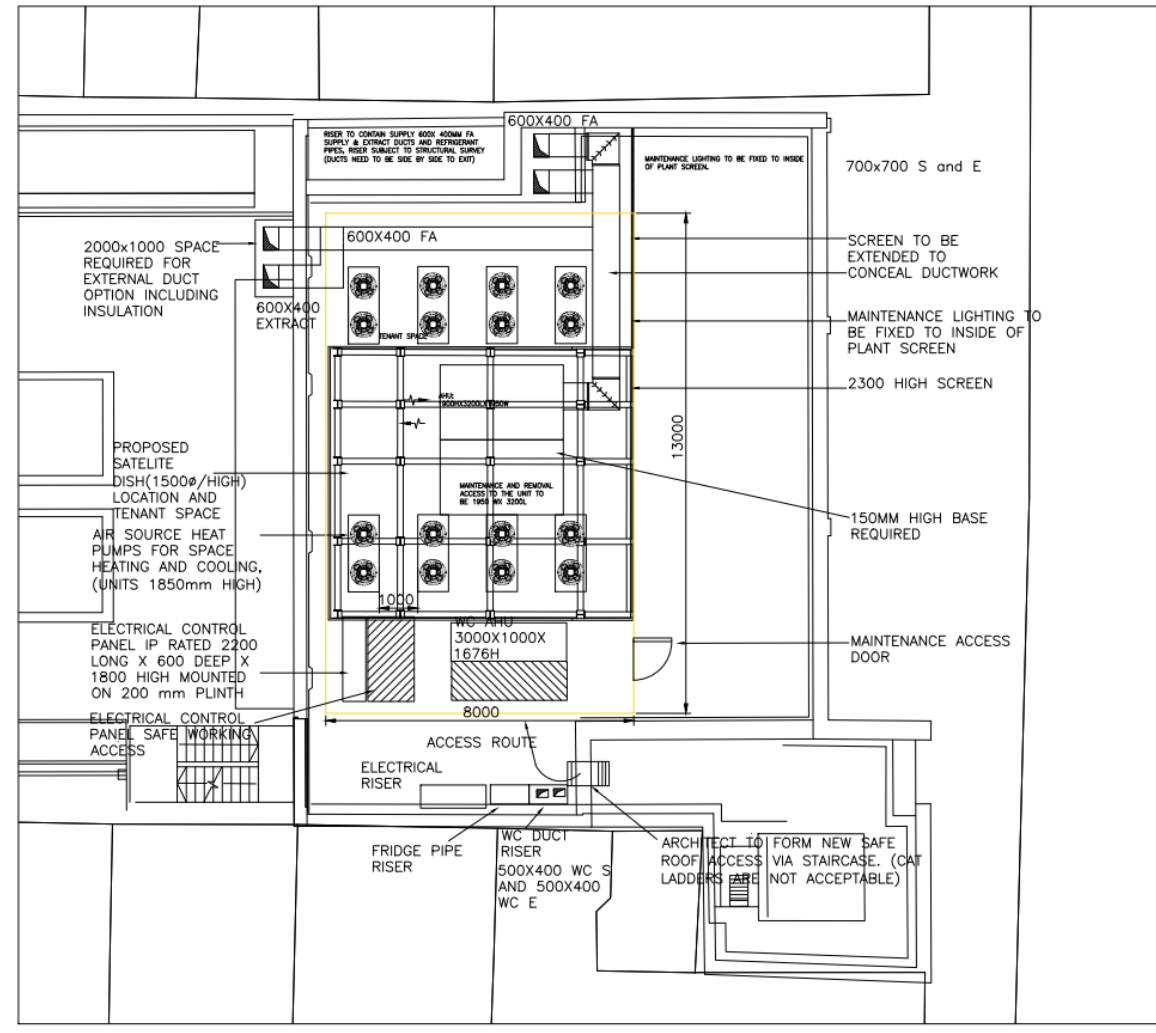 600X400 FA
RISER TO CONTAIN SUPPLY 600X 400MM FA
SUPPLY & EXTRACT DUCTS AND REFRIGERANT
PIPES, RISER SUBJECT TO STRUCTURAL SURVEY
(DUCTS NEED TO BE SIDE BY SIDE TO EXIT)
MAINTENANCE LIGHTING TO BE FIXED TO INSIDE
OF PLANT SCREEN.
700x700 S and E
2000x1000 SPACE
REQUIRED FOR
EXTERNAL DUCT
OPTION INCLUDING
INSULATION
600X400 FA
600X400
EXTRACT
SCREEN TO BE
EXTENDED TO
CONCEAL DUCTWORK
MAINTENANCE LIGHTING TO
BE FIXED TO INSIDE OF
PLANT SCREEN
TENANT SPACE
2300 HIGH SCREEN
AHU:
1900HX3200LX1950W
13000
PROPOSED
SATELITE
DISH(1500ø/HIGH)
LOCATION AND
TENANT SPACE
MAINTENANCE AND REMOVAL
ACCESS TO THE UNIT TO
BE 1950 WX 3200L
150MM HIGH BASE
REQUIRED
AIR SOURCE HEAT
PUMPS FOR SPACE
HEATING AND COOLING,
(UNITS 1850mm HIGH)
1000
WC AHU
3000X1000X
1676H
ELECTRICAL CONTROL
PANEL IP RATED 2200
LONG X 600 DEEP X
1800 HIGH MOUNTED
ON 200 mm PLINTH
MAINTENANCE ACCESS
DOOR
ELECTRICAL CONTROL
PANEL SAFE WORKING
ACCESS
8000
ACCESS ROUTE
ELECTRICAL
RISER
FRIDGE PIPE
RISER
WC DUCT
RISER
500X400 WC S
AND 500X400
WC E
ARCHITECT TO FORM NEW SAFE
ROOF ACCESS VIA STAIRCASE. (CAT
LADDERS ARE NOT ACCEPTABLE)